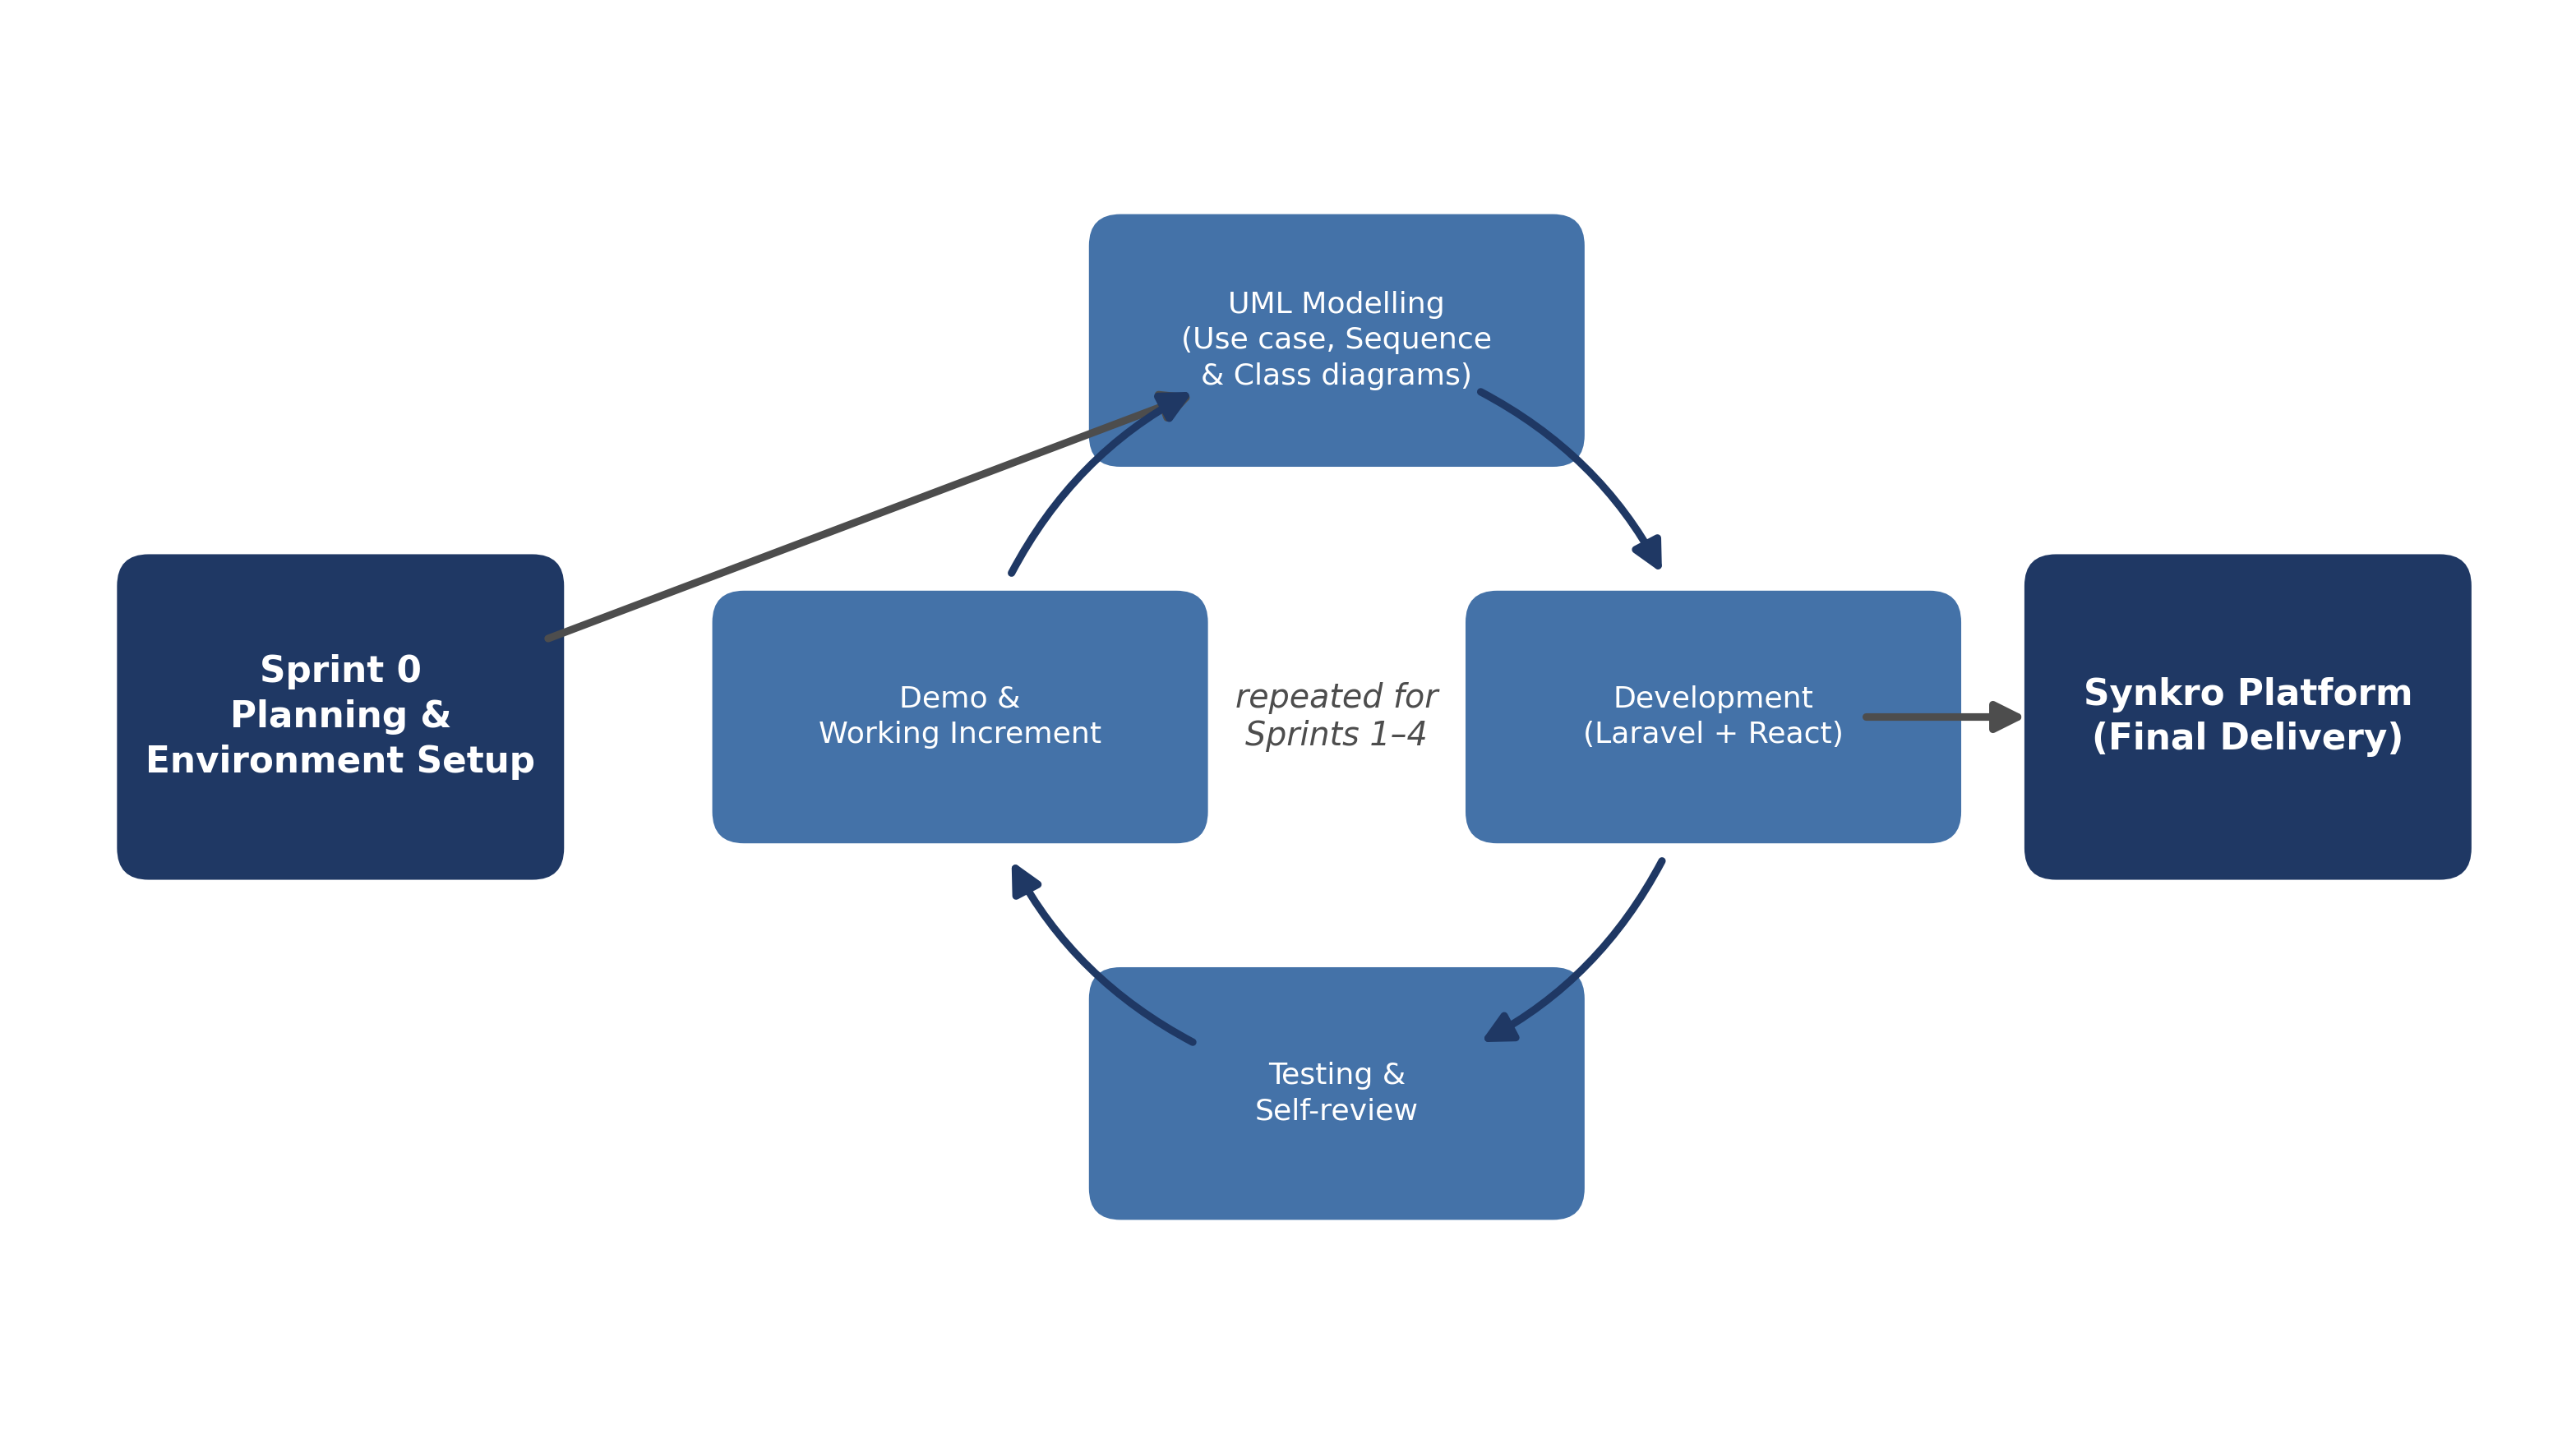 UML Modelling
(Use case, Sequence
& Class diagrams)
Sprint 0
Planning &
Environment Setup
Demo &
Working Increment
repeated for
Sprints 1–4
Development
(Laravel + React)
Synkro Platform
(Final Delivery)
Testing &
Self-review